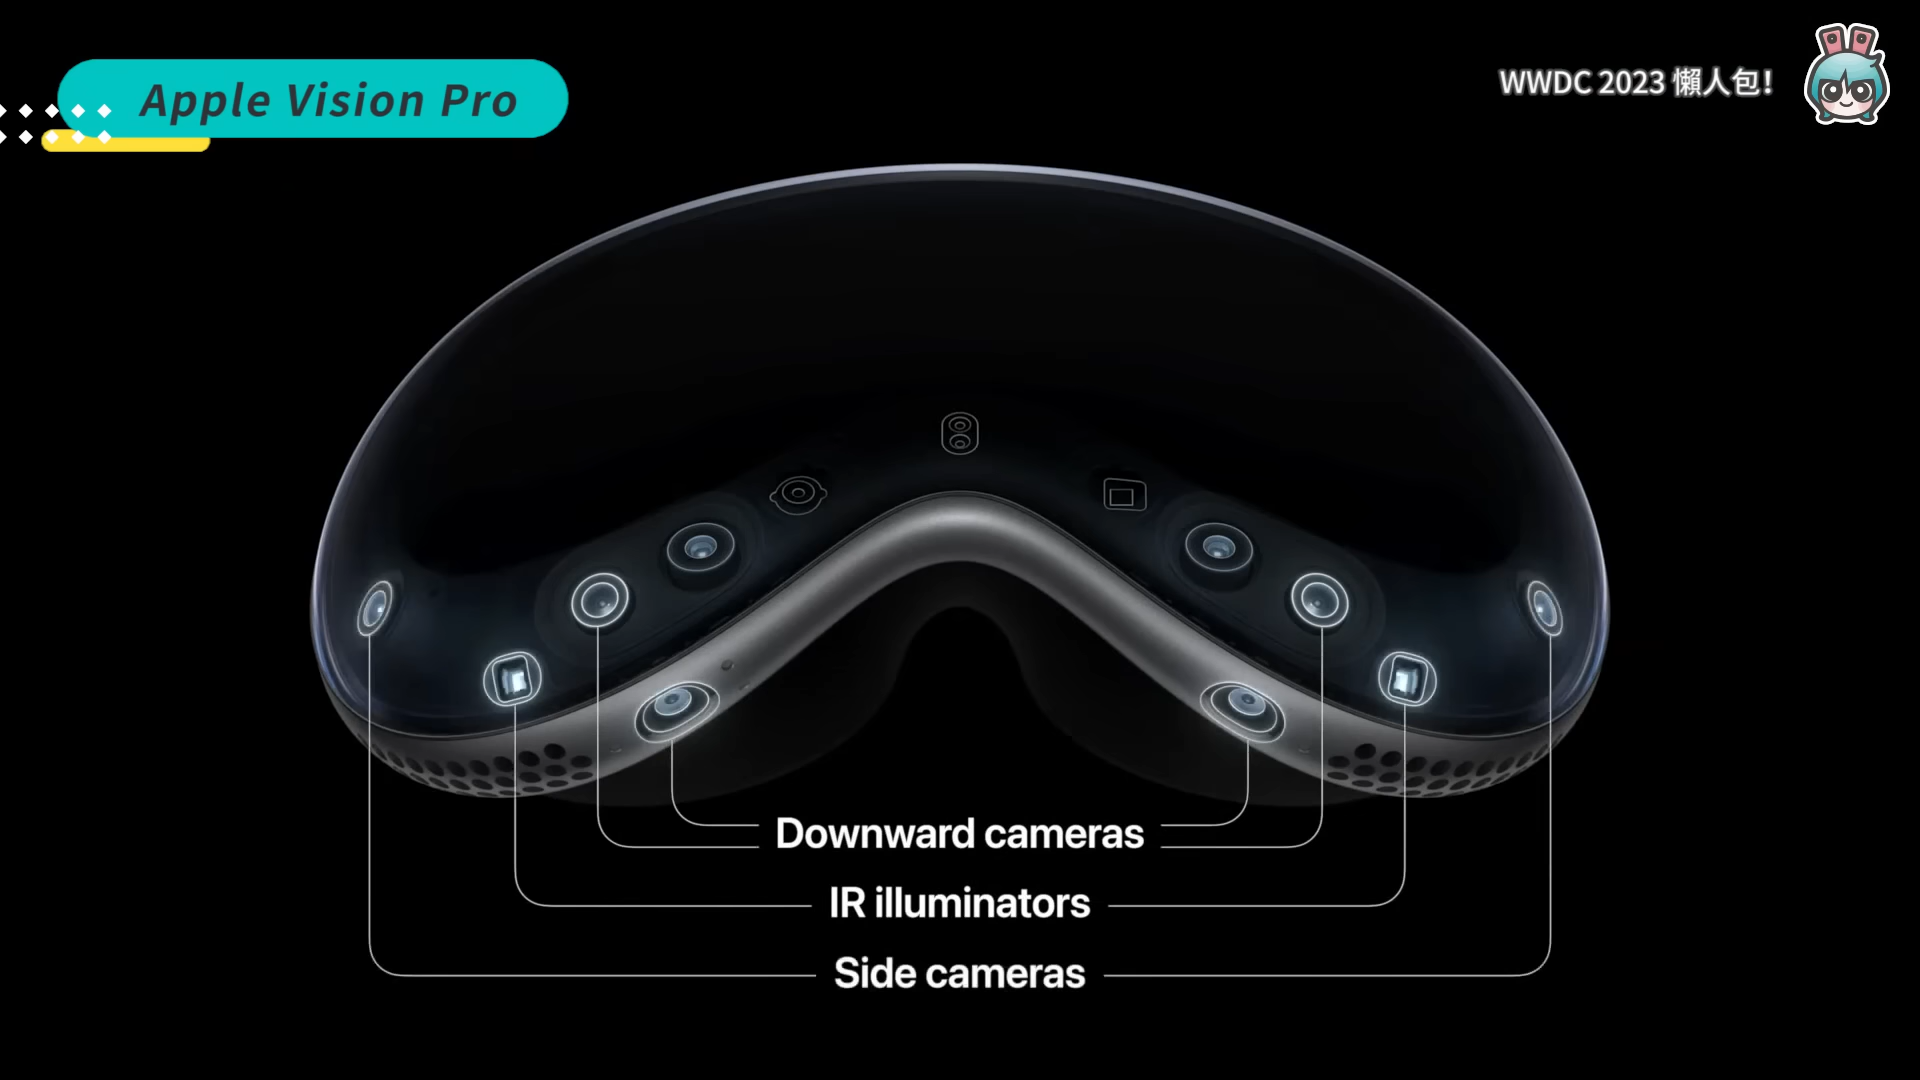 Apple Vision Pro
WWDC 2023 懶人包!
Downward cameras
IR illuminators
Side cameras